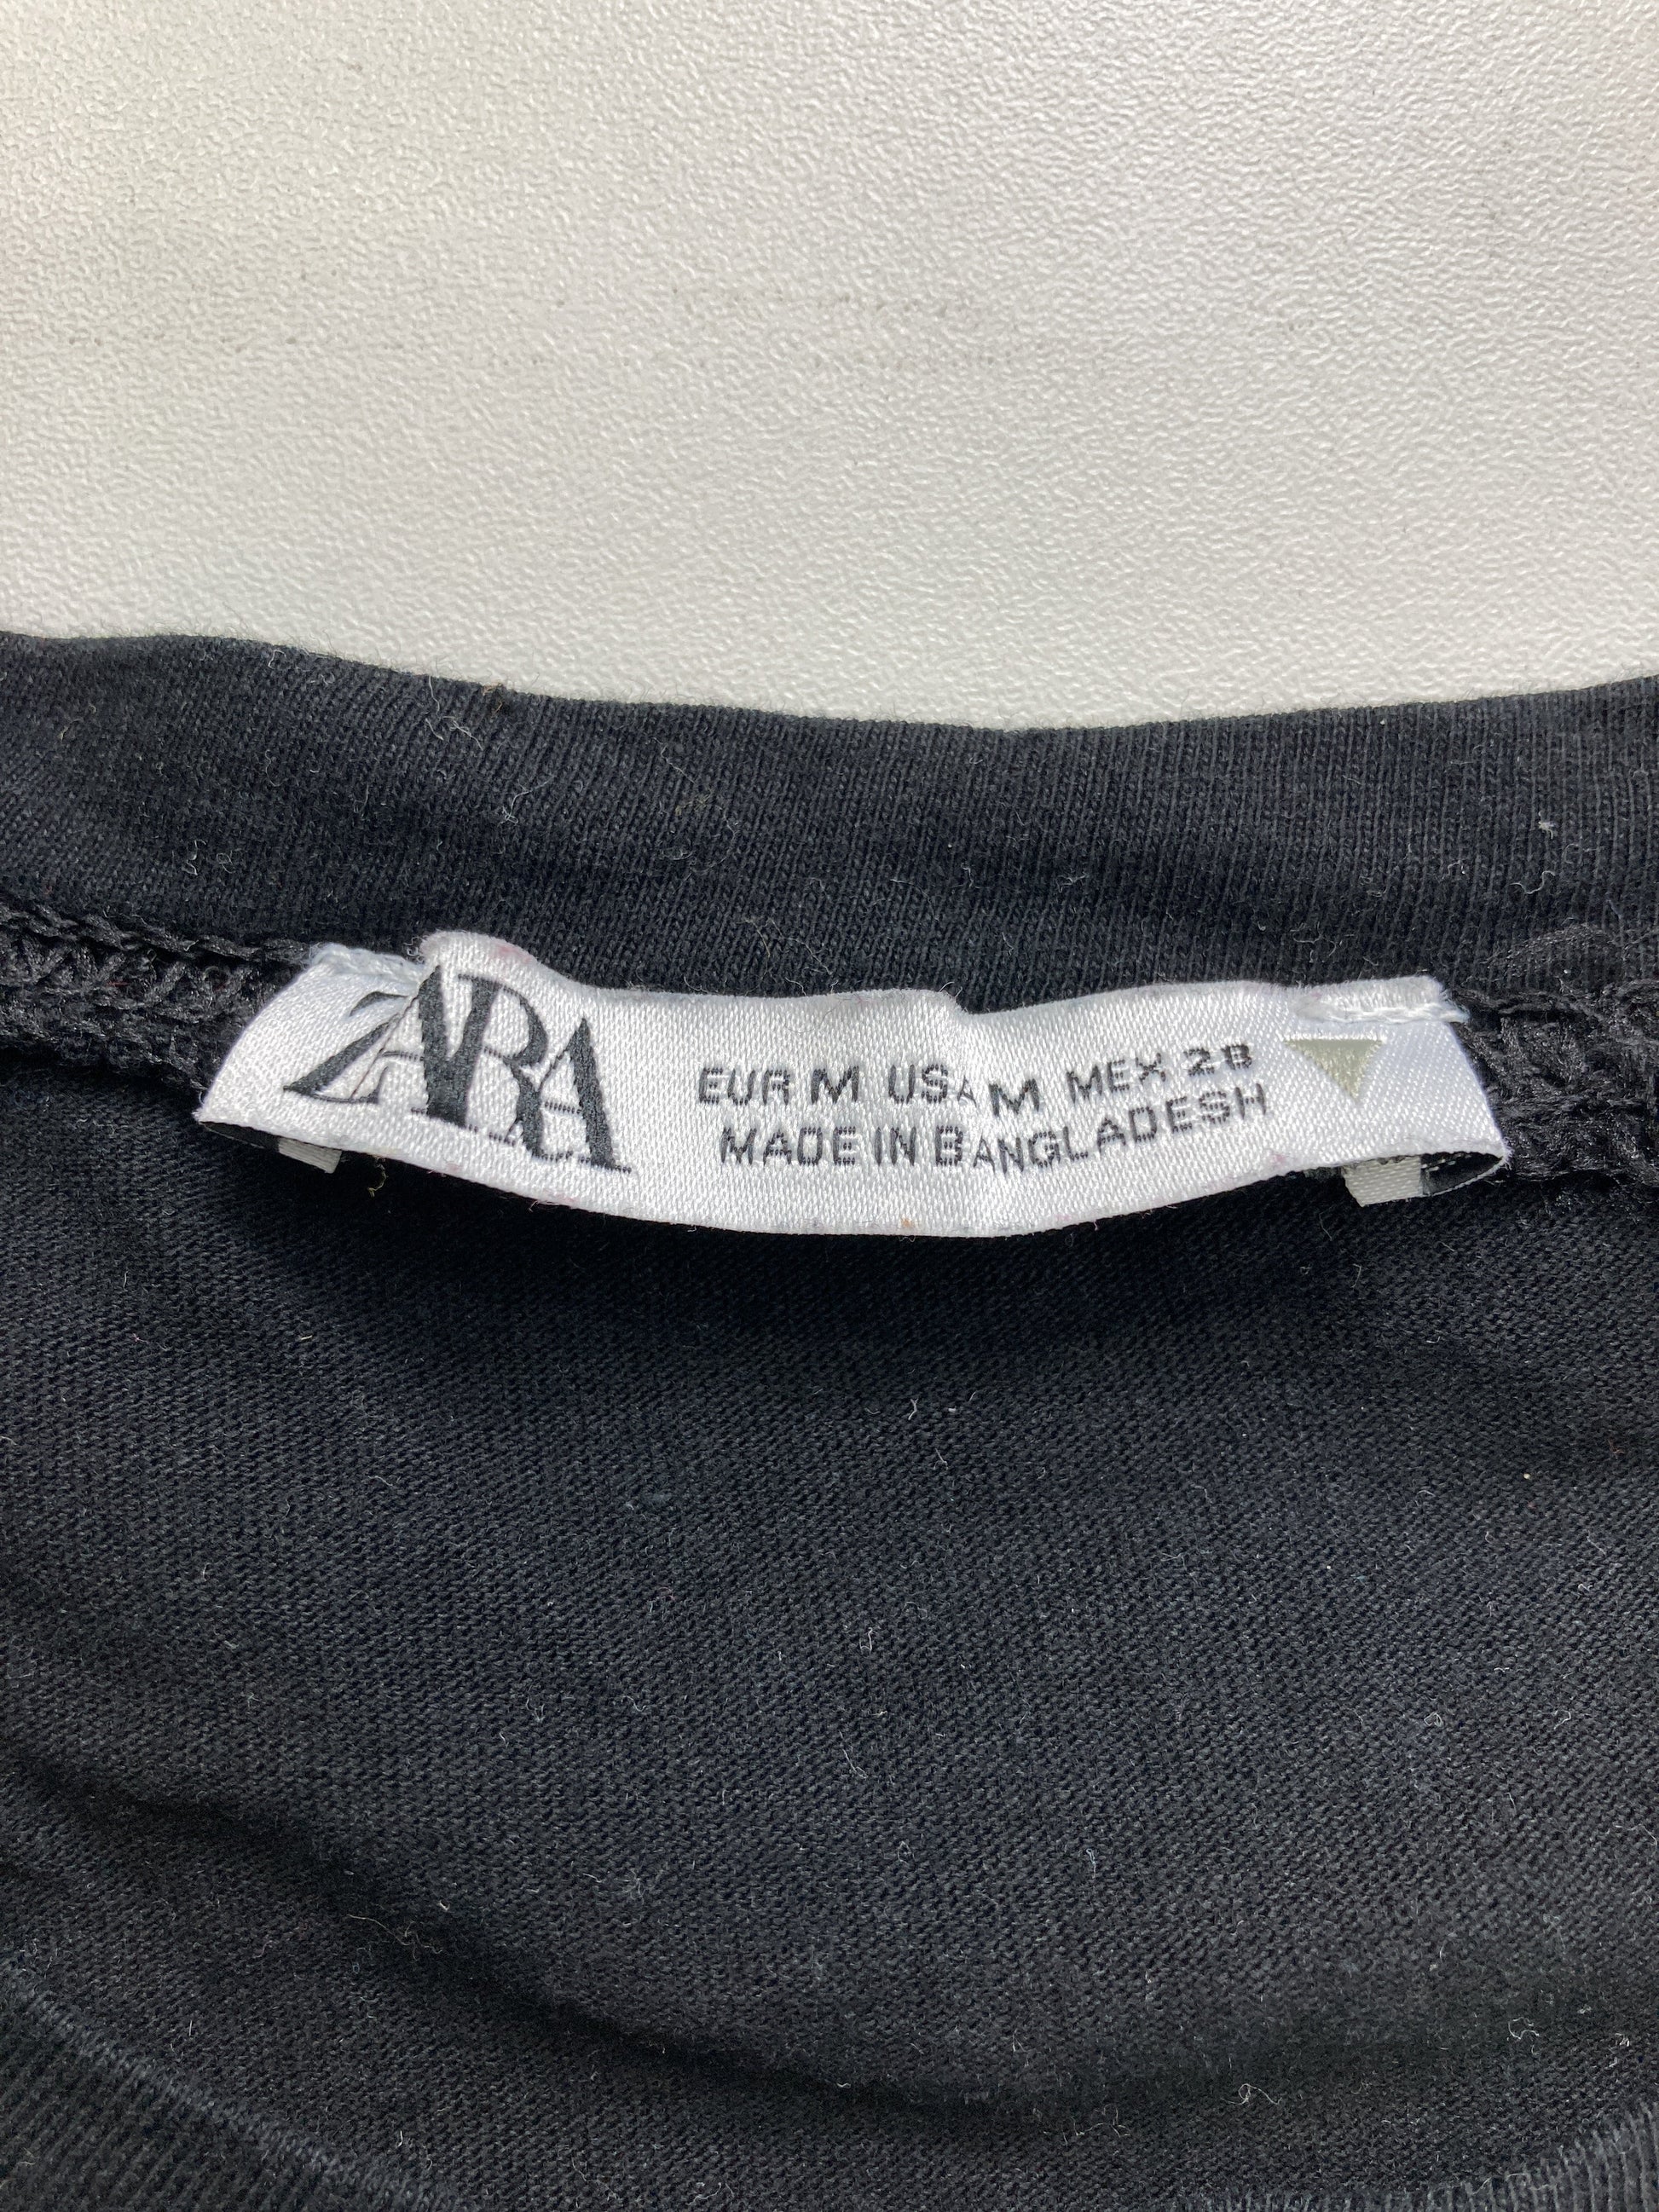 ZARA
EUR M USA M MEX 28
MADE IN BANGLADESH